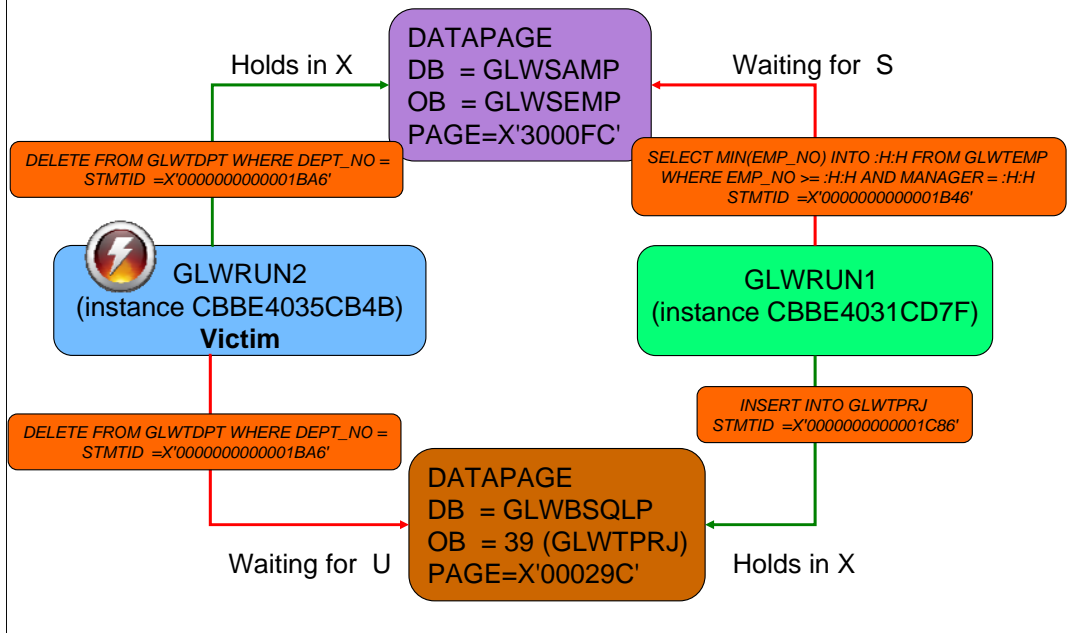 DATAPAGE
DB  = GLWSAMP
OB  = GLWSEMP
PAGE=X'3000FC'
Holds in X
Waiting for  S
DELETE FROM GLWTDPT WHERE DEPT_NO =
STMTID  =X'0000000000001BA6'
SELECT MIN(EMP_NO) INTO :H:H FROM GLWTEMP
WHERE EMP_NO >= :H:H AND MANAGER = :H:H
STMTID  =X'0000000000001B46'
GLWRUN2
(instance CBBE4035CB4B)
Victim
GLWRUN1
(instance CBBE4031CD7F)
DELETE FROM GLWTDPT WHERE DEPT_NO =
STMTID  =X'0000000000001BA6'
INSERT INTO GLWTPRJ
STMTID  =X'0000000000001C86'
DATAPAGE
DB  = GLWBSQLP
OB  = 39 (GLWTPRJ)
PAGE=X'00029C'
Waiting for  U
Holds in X